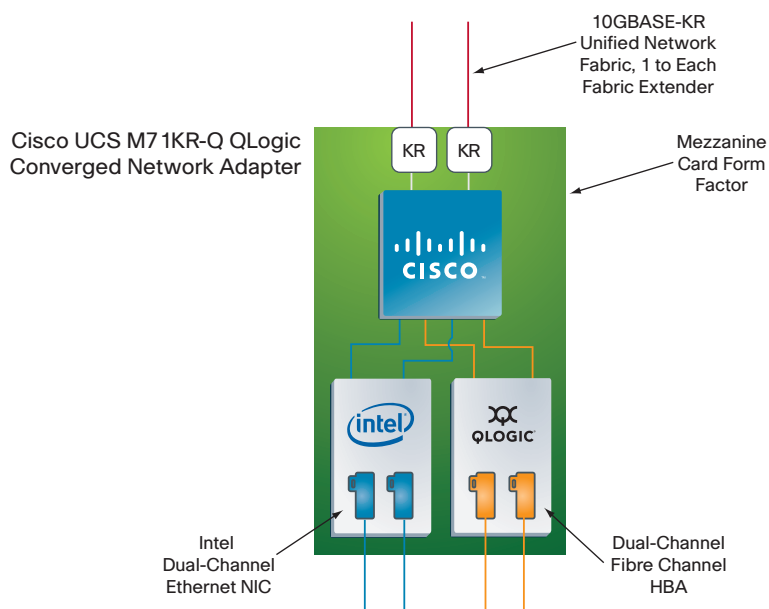 10GBASE-KR
Unified Network
Fabric, 1 to Each
Fabric Extender
Cisco UCS M71KR-Q QLogic
Converged Network Adapter
KR
KR
Mezzanine
Card Form
Factor
CISCO
intel
QLOGIC
Intel
Dual-Channel
Ethernet NIC
Dual-Channel
Fibre Channel
HBA